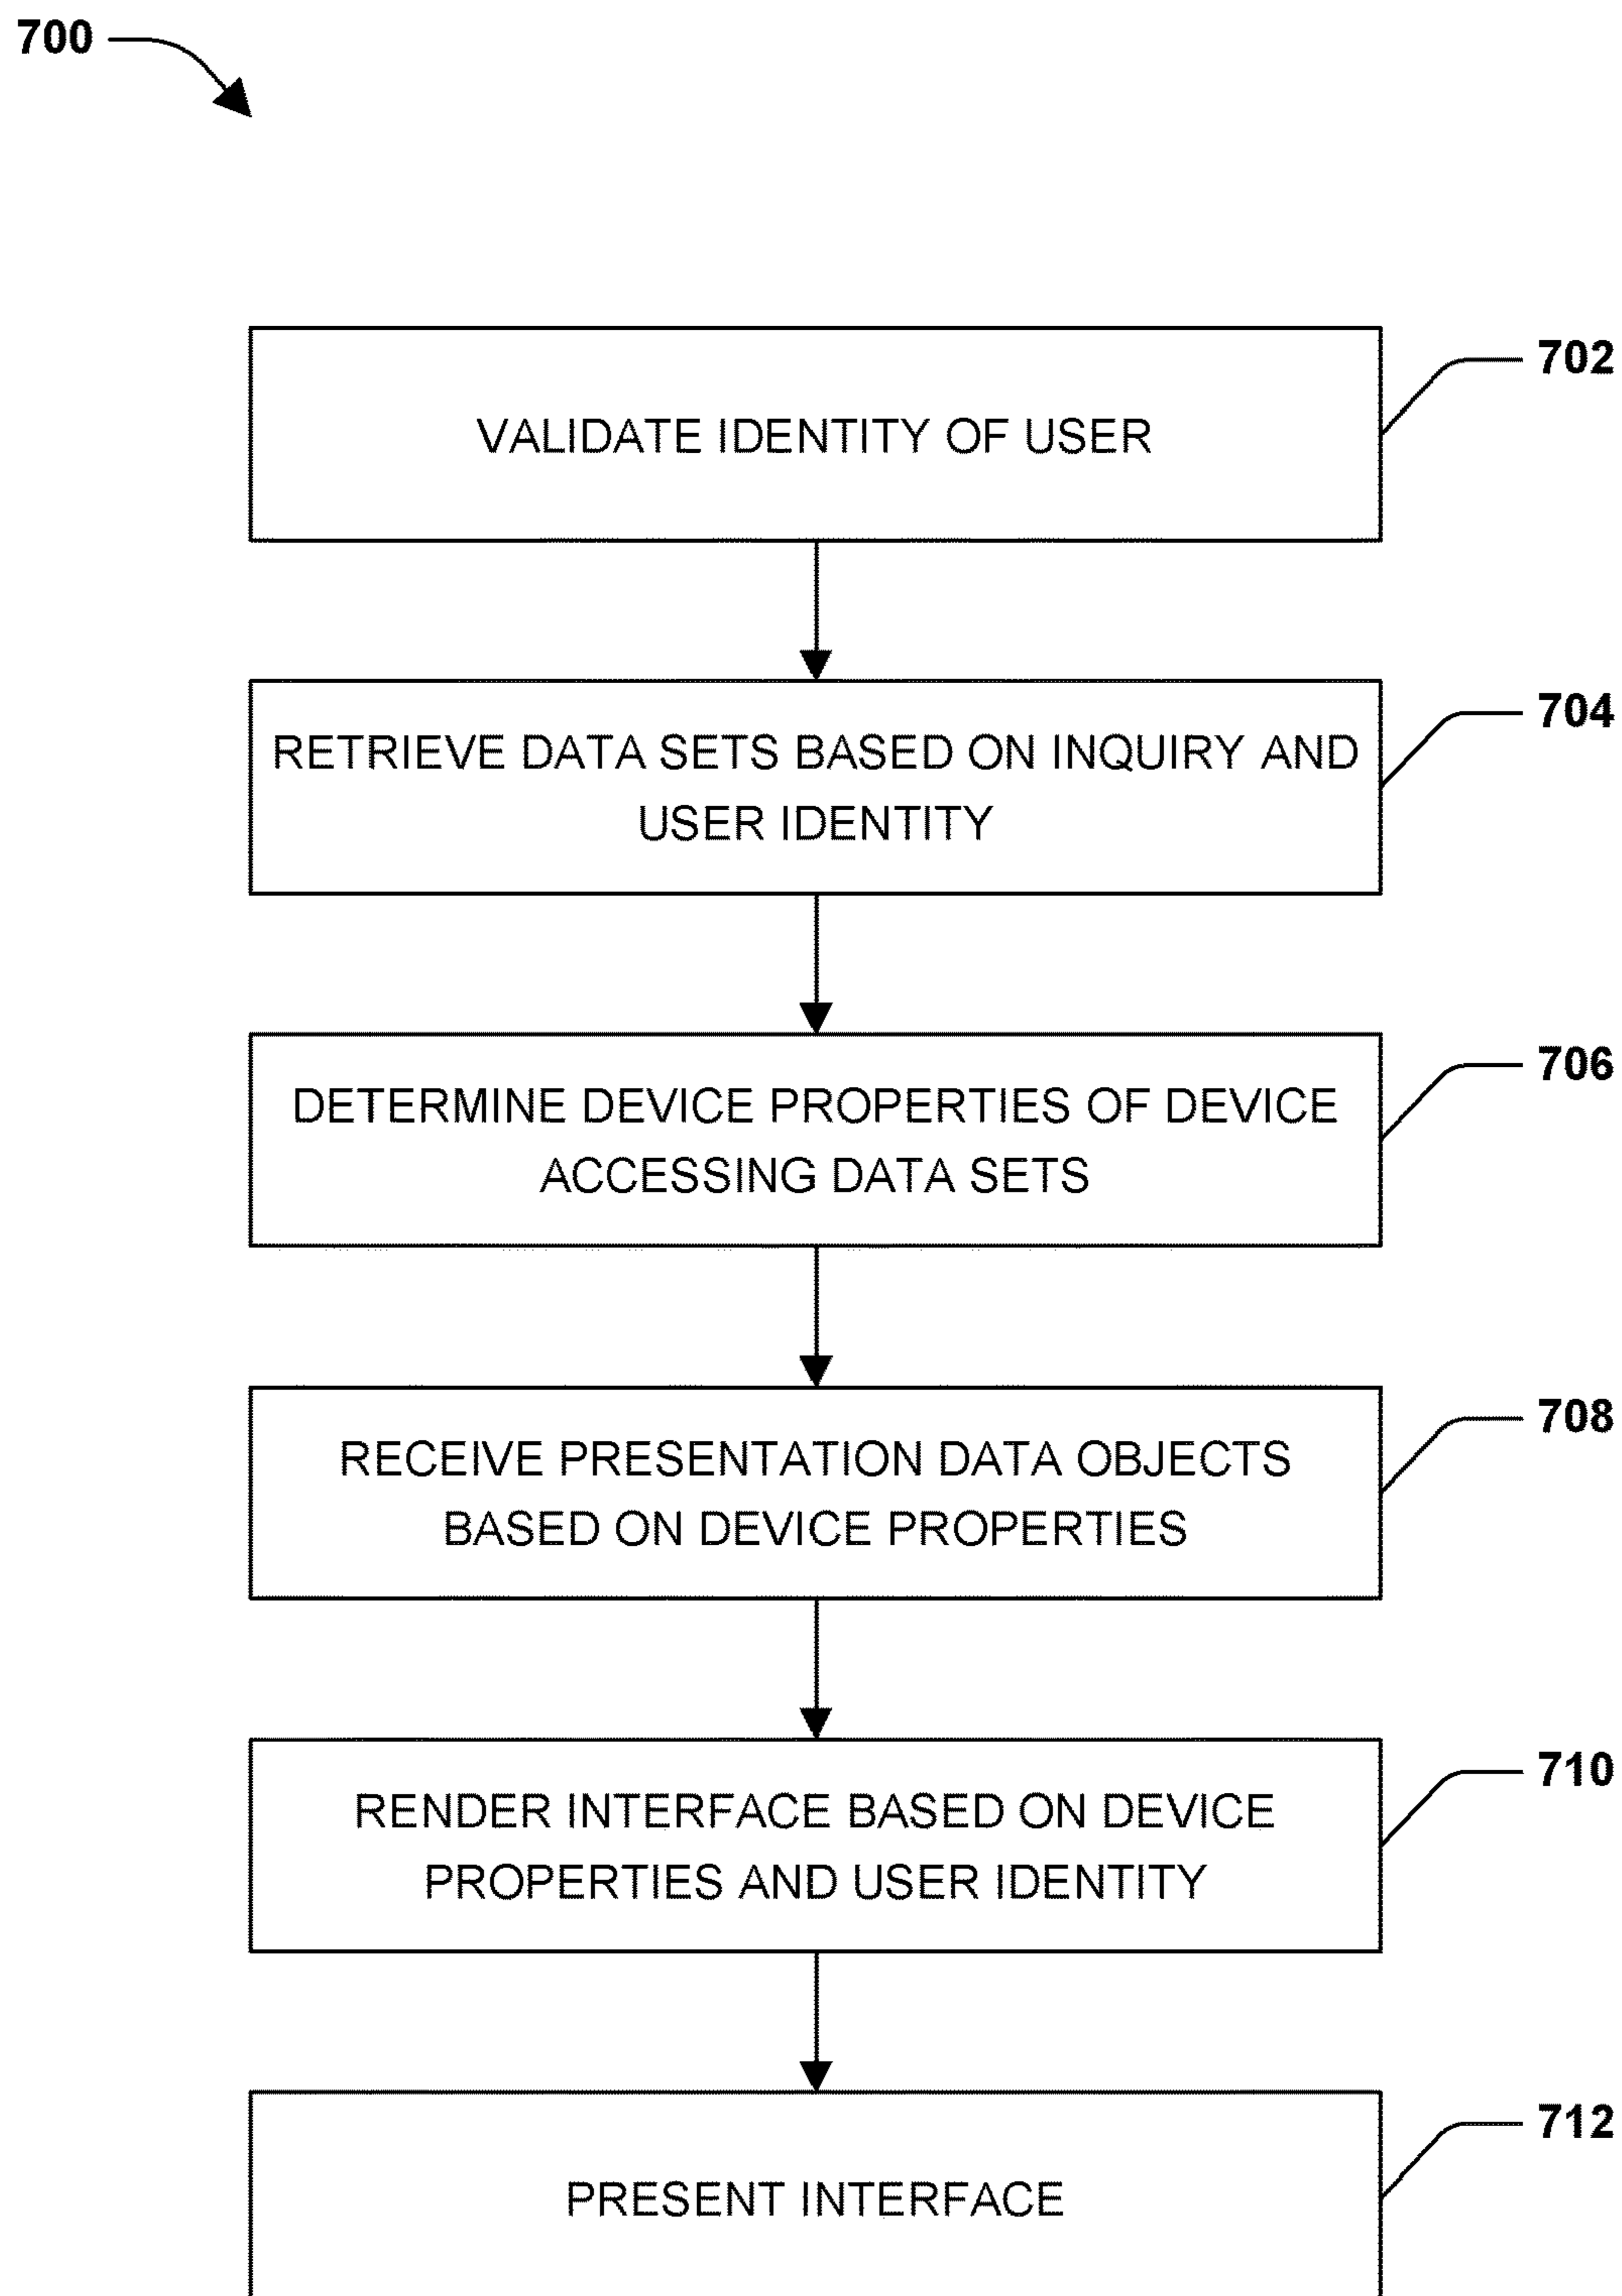 700
702
VALIDATE IDENTITY OF USER
704
RETRIEVE DATA SETS BASED ON INQUIRY AND
USER IDENTITY
706
DETERMINE DEVICE PROPERTIES OF DEVICE
ACCESSING DATA SETS
708
RECEIVE PRESENTATION DATA OBJECTS
BASED ON DEVICE PROPERTIES
710
RENDER INTERFACE BASED ON DEVICE
PROPERTIES AND USER IDENTITY
712
PRESENT INTERFACE